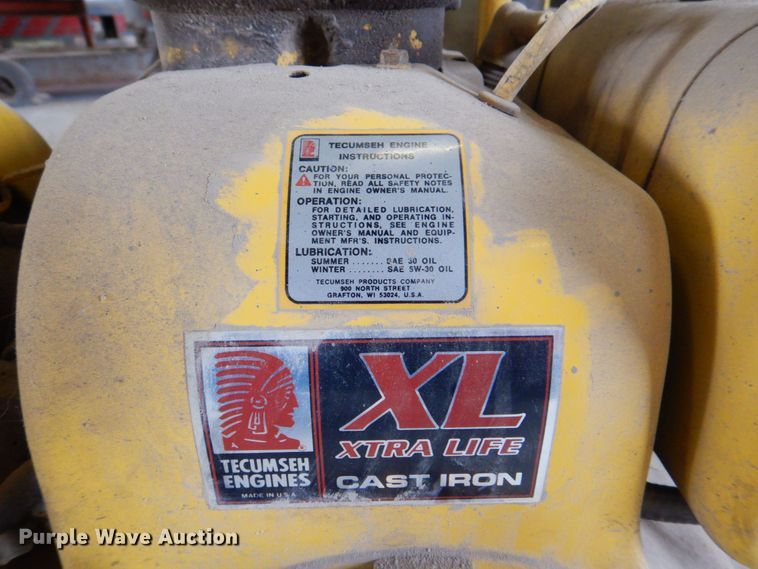 TECUMSEH ENGINE
INSTRUCTIONS
CAUTION:
FOR YOUR PERSONAL PROTEC-
TION, READ ALL SAFETY NOTES
IN ENGINE OWNER'S MANUAL.
OPERATION:
FOR DETAILED LUBRICATION,
STARTING, AND OPERATING IN-
STRUCTIONS, SEE ENGINE
OWNER'S MANUAL AND EQUIP-
MENT MFR'S. INSTRUCTIONS.
LUBRICATION:
SUMMER ....... SAE 30 OIL
WINTER ........ SAE 5W-30 OIL
TECUMSEH PRODUCTS COMPANY
900 NORTH STREET
GRAFTON, WI 53024, U.S.A.
XL
XTRA LIFE
CAST IRON
TECUMSEH
ENGINES
MADE IN U.S.A.
Purple Wave Auction